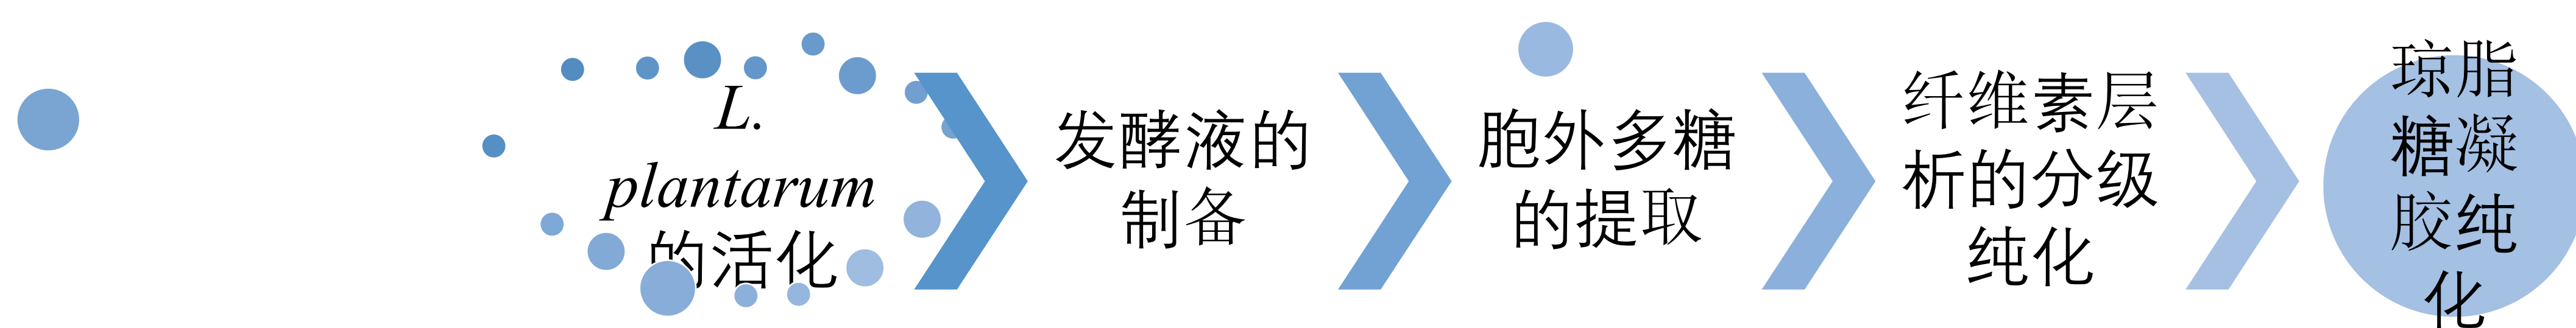 L.
plantarum
的活化
发酵液的
制备
胞外多糖
的提取
纤维素层
析的分级
纯化
琼脂
糖凝
胶纯
化